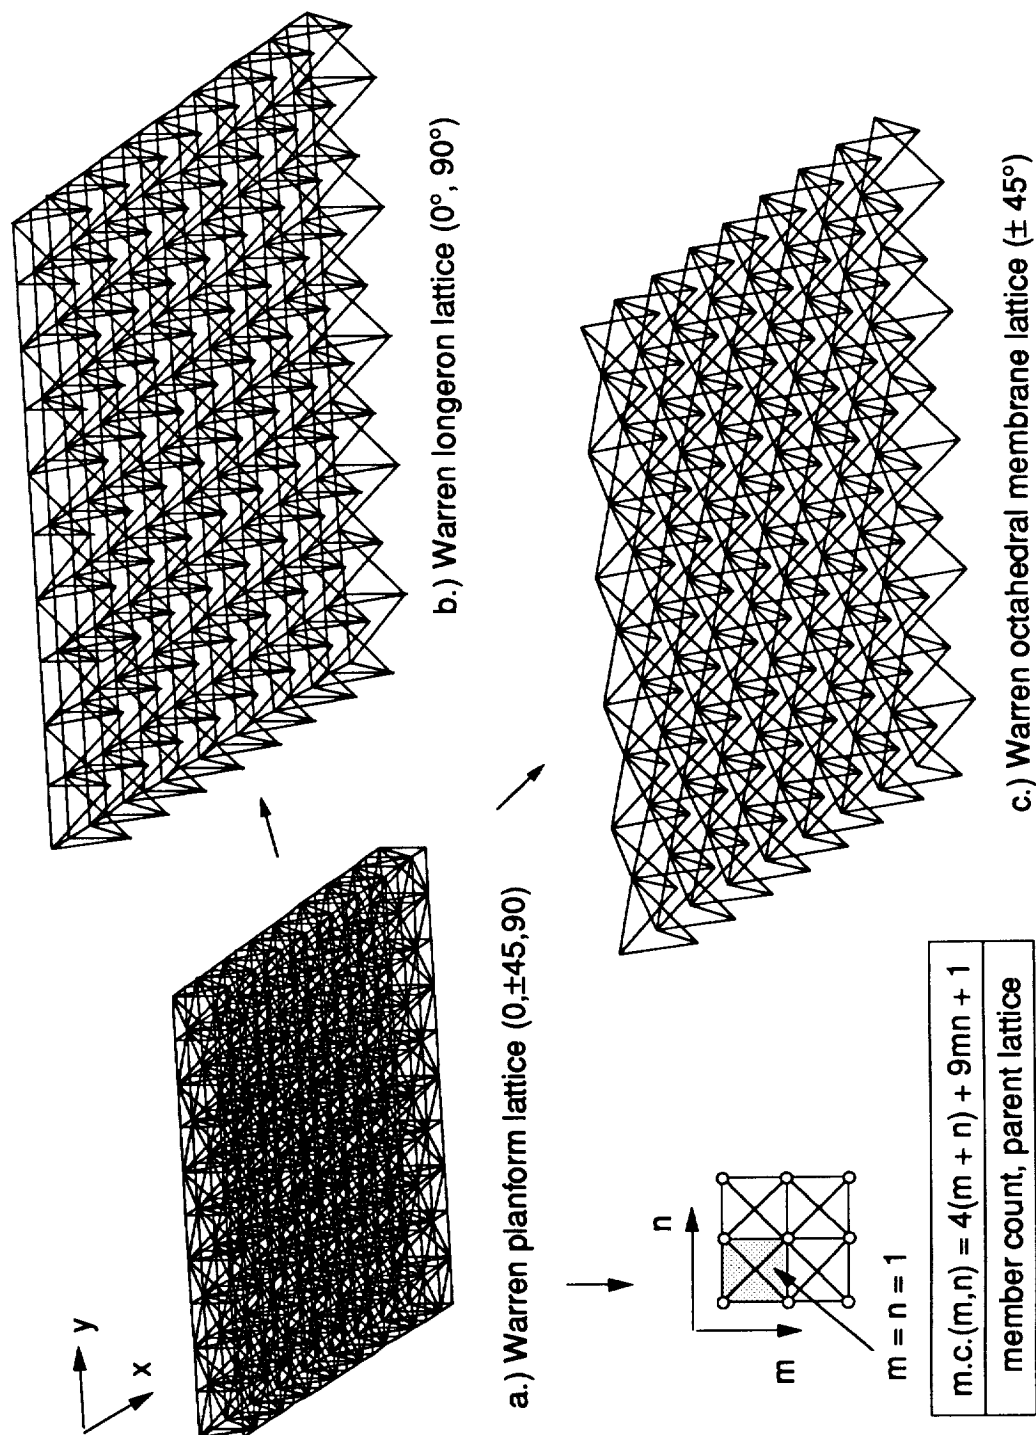 y
x
a.) Warren planform lattice (0,±45,90)
b.) Warren longeron lattice (0°, 90°)
n
m
m = n = 1
m.c.(m,n) = 4(m + n) + 9mn + 1
member count, parent lattice
c.) Warren octahedral membrane lattice (± 45°)